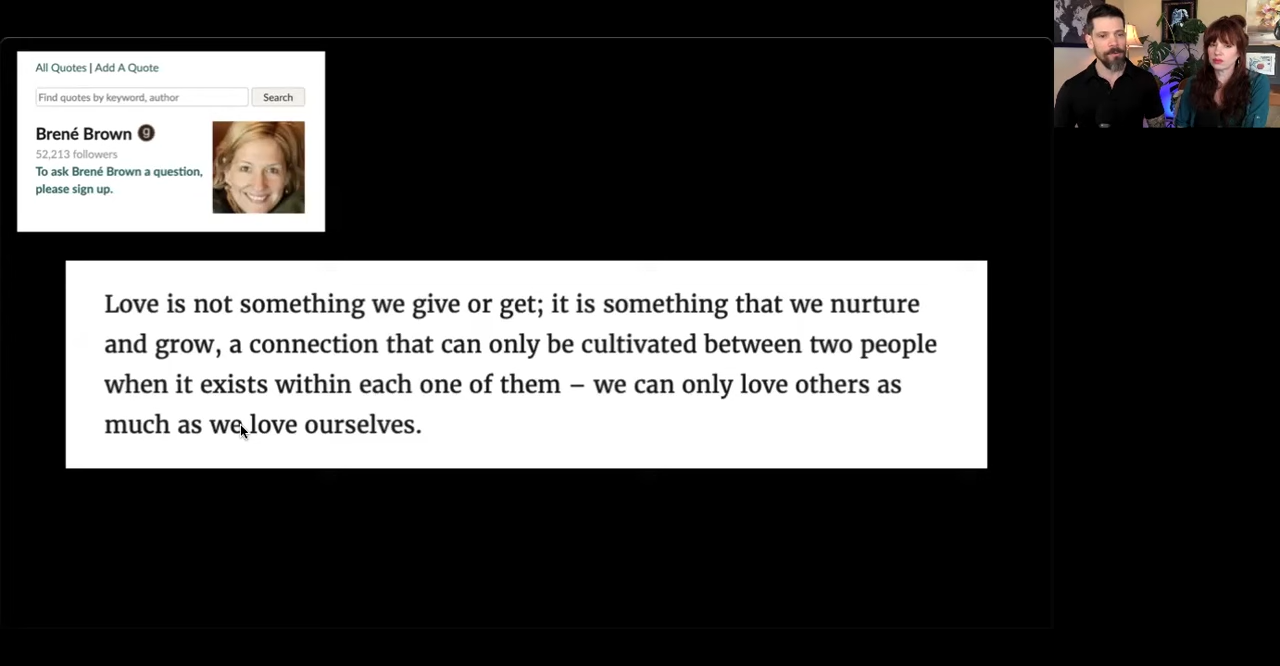 All Quotes | Add A Quote
Find quotes by keyword, author
Search
Brené Brown g
52,213 followers
To ask Brené Brown a question,
please sign up.
Love is not something we give or get; it is something that we nurture
and grow, a connection that can only be cultivated between two people
when it exists within each one of them – we can only love others as
much as we love ourselves.